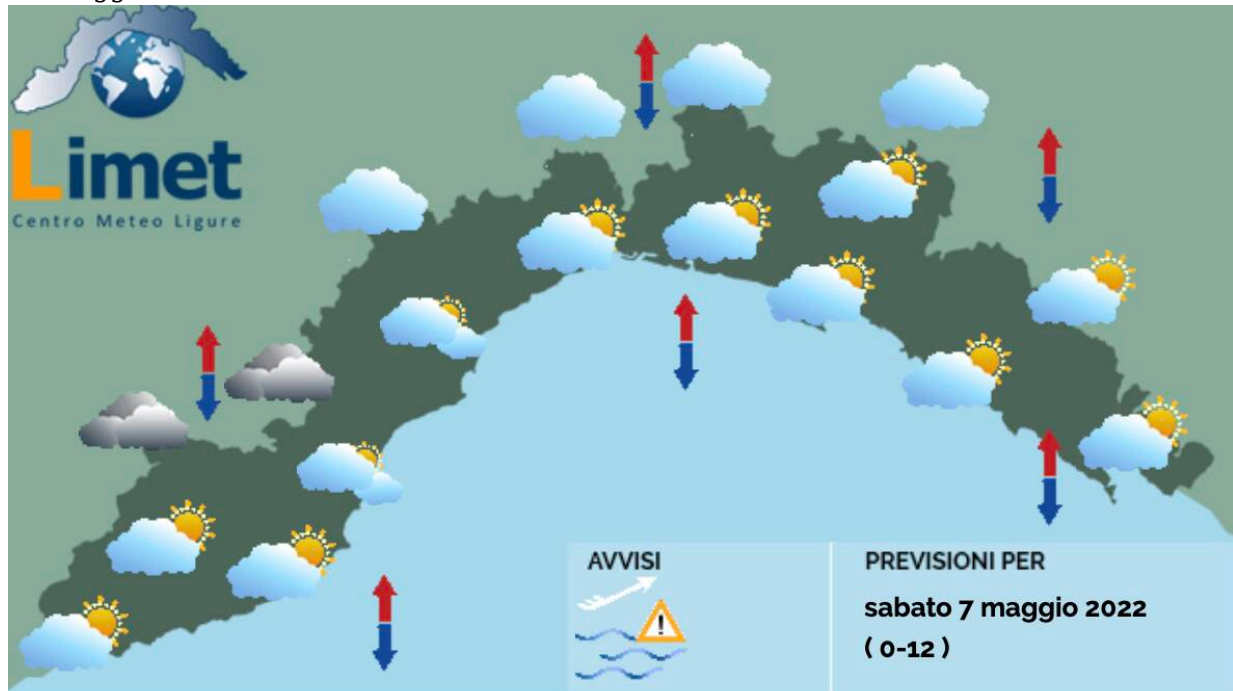 Limet
Centro Meteo Ligure
AVVISI
PREVISIONI PER
sabato 7 maggio 2022
( 0-12 )